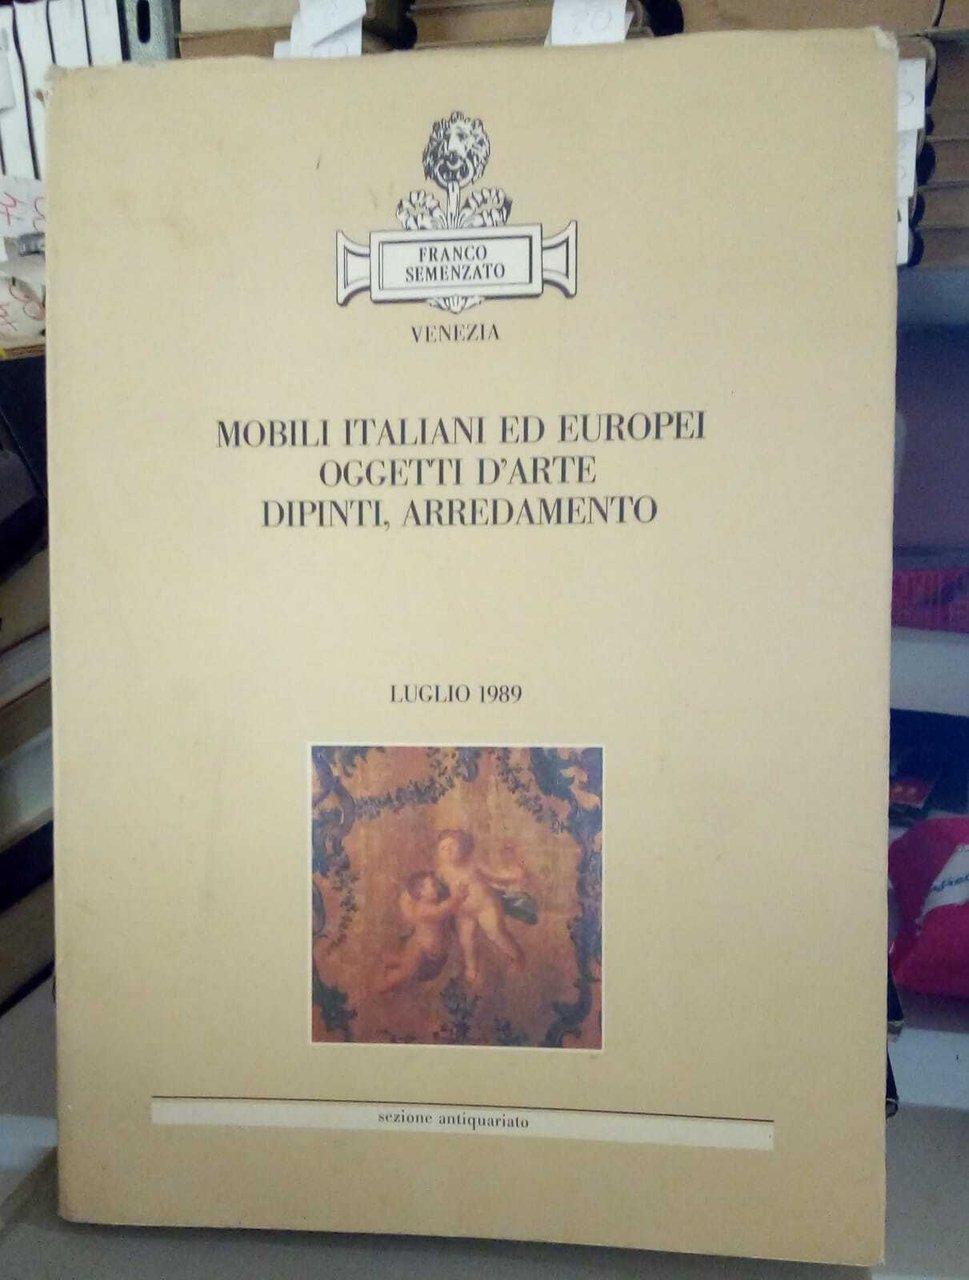 FRANCO
SEMENZATO
VENEZIA
MOBILI ITALIANI ED EUROPEI
OGGETTI D'ARTE
DIPINTI, ARREDAMENTO
LUGLIO 1989
sezione antiquariato